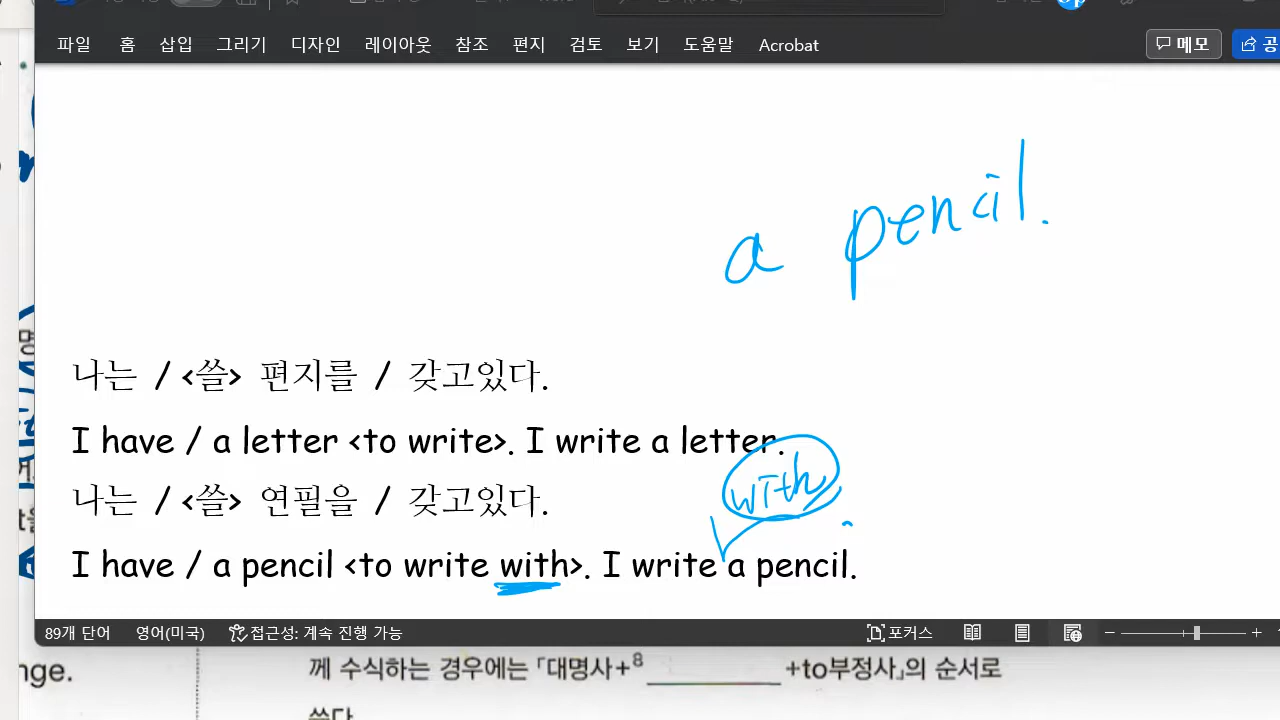 파일 홈 삽입 그리기 디자인 레이아웃 참조 편지 검토 보기 도움말 Acrobat 메모 공
a pencil.
나는 / <쓸> 편지를 / 갖고있다.
I have / a letter <to write>. I write a letter.
나는 / <쓸> 연필을 / 갖고있다.
with
I have / a pencil <to write with>. I write a pencil.
89개 단어 영어(미국) 접근성: 계속 진행 가능 포커스
nge. 께 수식하는 경우에는 「대명사+⁸ ________ +to부정사」의 순서로
쓴다